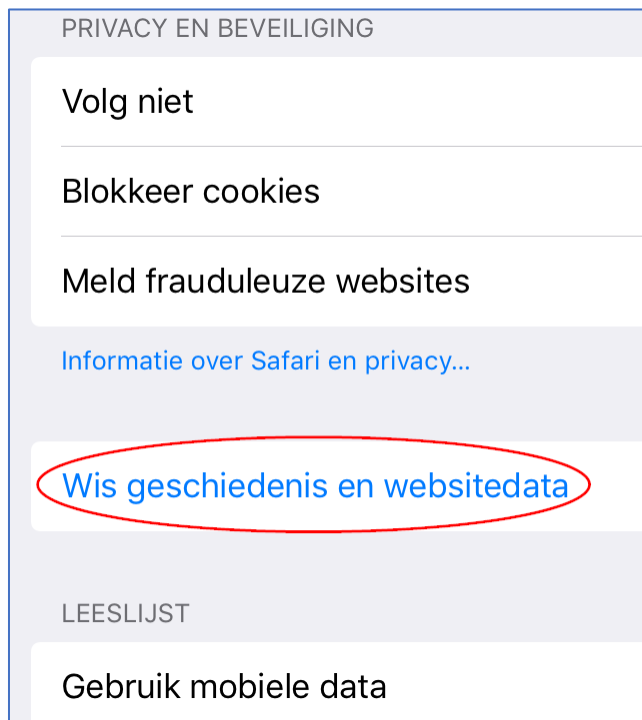 PRIVACY EN BEVEILIGING
Volg niet
Blokkeer cookies
Meld frauduleuze websites
Informatie over Safari en privacy...
Wis geschiedenis en websitedata
LEESLIJST
Gebruik mobiele data